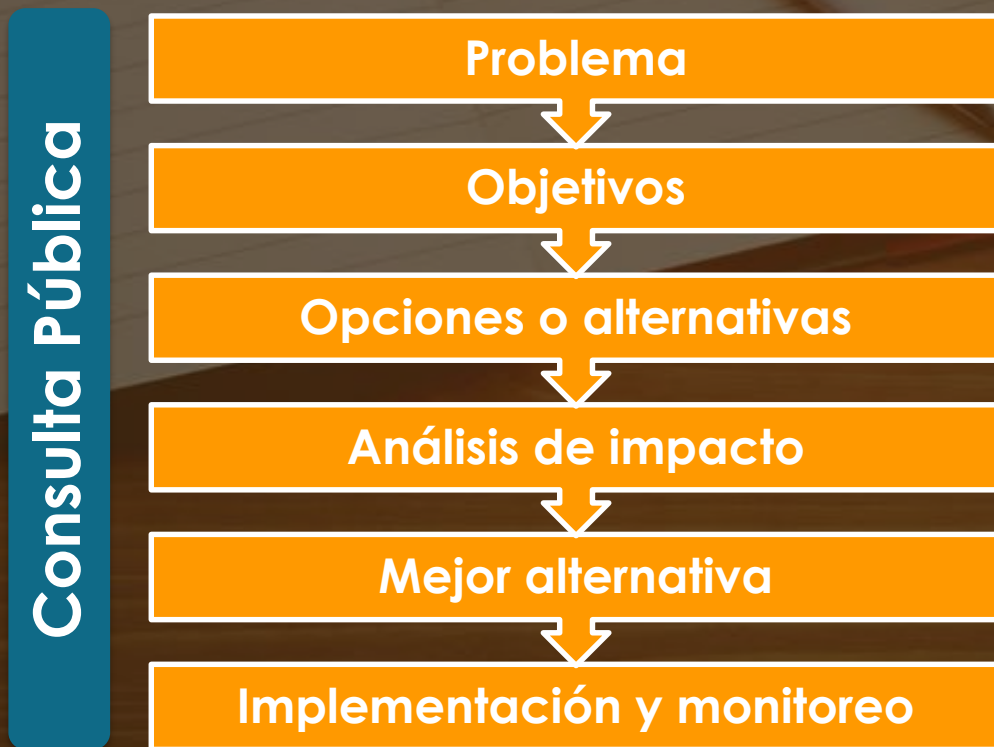 Consulta Pública
Problema
Objetivos
Opciones o alternativas
Análisis de impacto
Mejor alternativa
Implementación y monitoreo